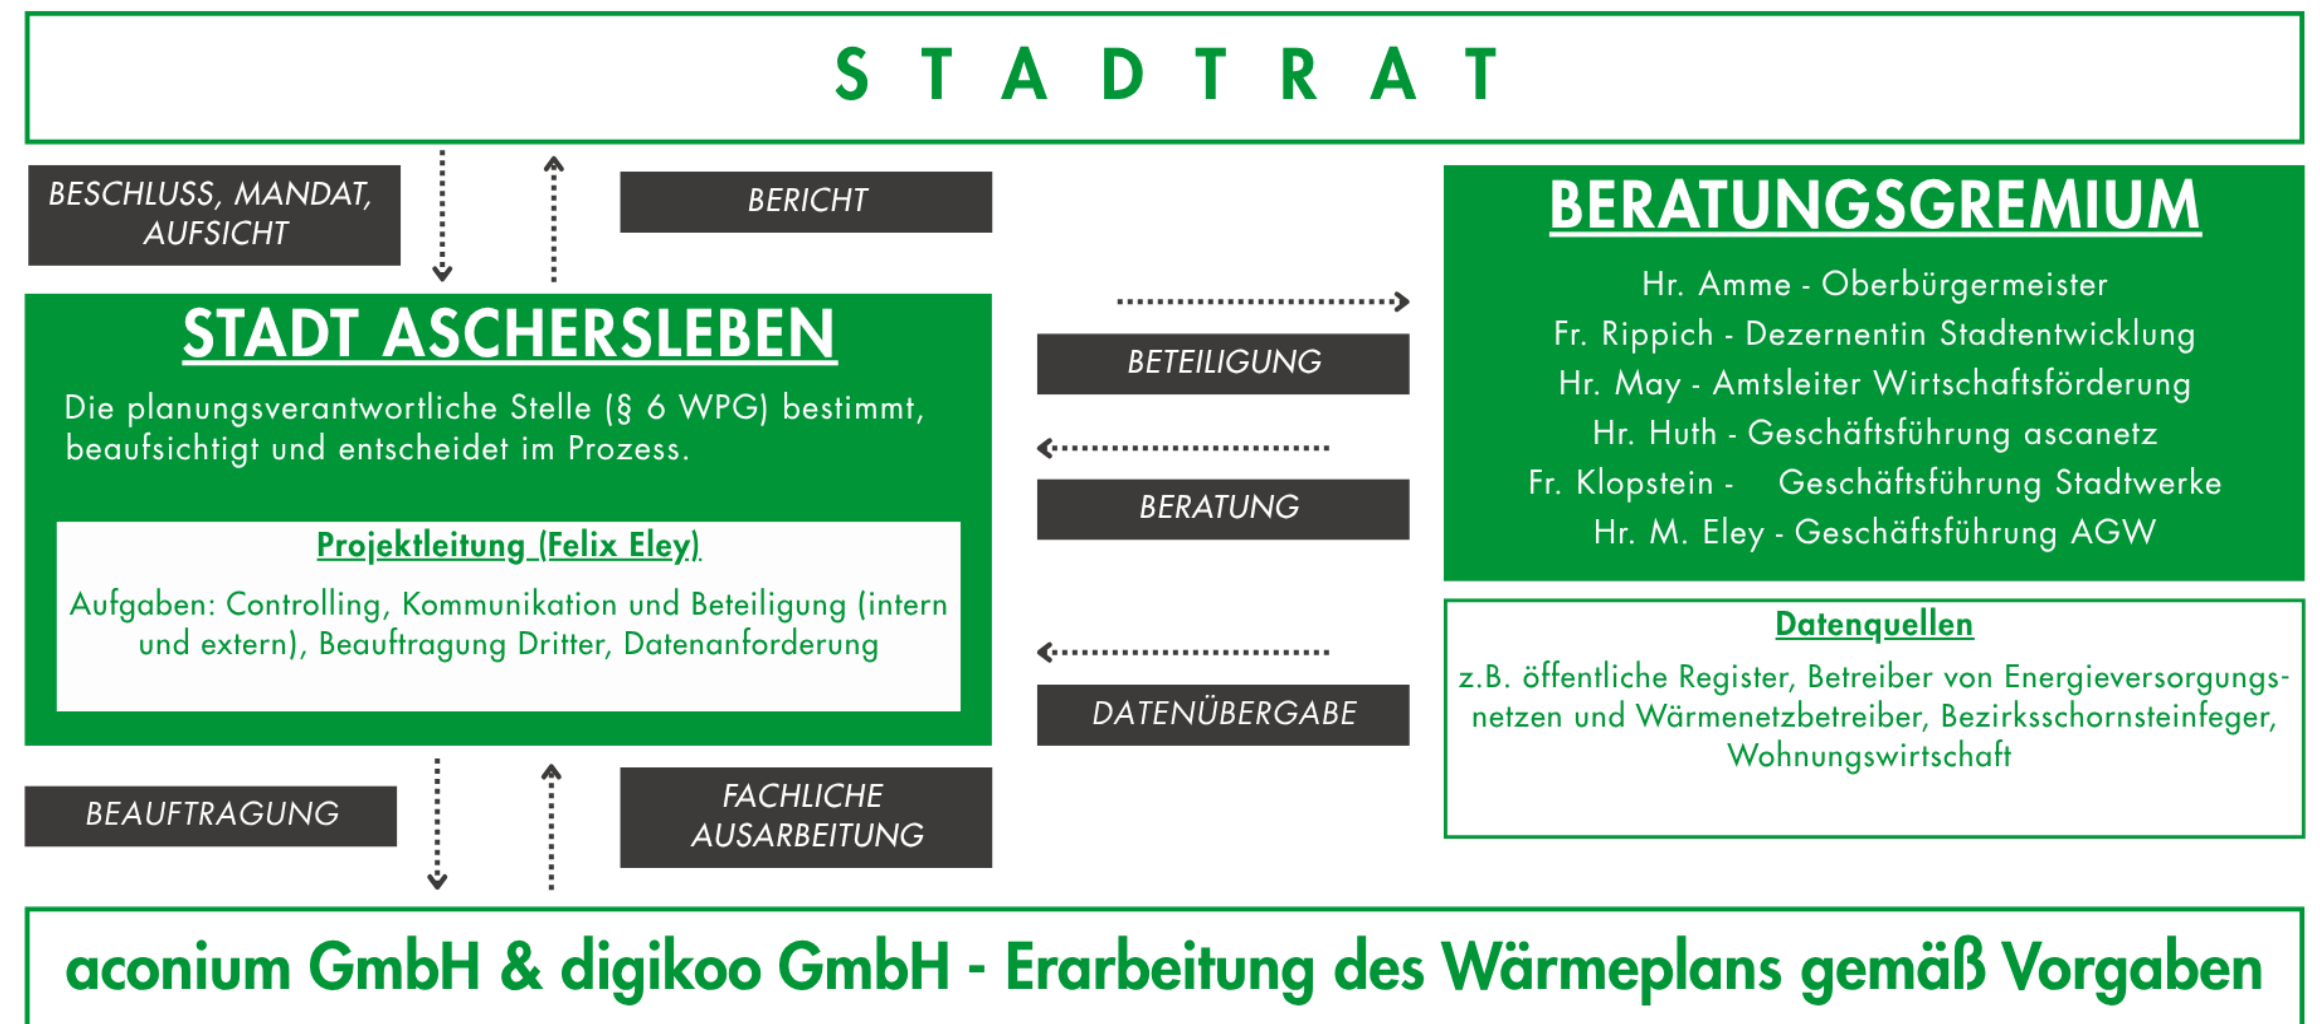 STADTRAT
BESCHLUSS, MANDAT,
AUFSICHT
BERICHT
STADT ASCHERSLEBEN
Die planungsverantwortliche Stelle (§ 6 WPG) bestimmt,
beaufsichtigt und entscheidet im Prozess.
Projektleitung (Felix Eley)
Aufgaben: Controlling, Kommunikation und Beteiligung (intern
und extern), Beauftragung Dritter, Datenanforderung
BETEILIGUNG
BERATUNG
DATENÜBERGABE
BERATUNGSGREMIUM
Hr. Amme - Oberbürgermeister
Fr. Rippich - Dezernentin Stadtentwicklung
Hr. May - Amtsleiter Wirtschaftsförderung
Hr. Huth - Geschäftsführung ascanetz
Fr. Klopstein - Geschäftsführung Stadtwerke
Hr. M. Eley - Geschäftsführung AGW
Datenquellen
z.B. öffentliche Register, Betreiber von Energieversorgungs-
netzen und Wärmenetzbetreiber, Bezirksschornsteinfeger,
Wohnungswirtschaft
BEAUFTRAGUNG
FACHLICHE
AUSARBEITUNG
aconium GmbH & digikoo GmbH - Erarbeitung des Wärmeplans gemäß Vorgaben